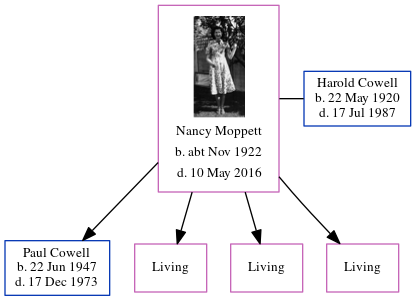 Nancy Moppett
b. abt Nov 1922
d. 10 May 2016
Harold Cowell
b. 22 May 1920
d. 17 Jul 1987
Paul Cowell
b. 22 Jun 1947
d. 17 Dec 1973
Living
Living
Living